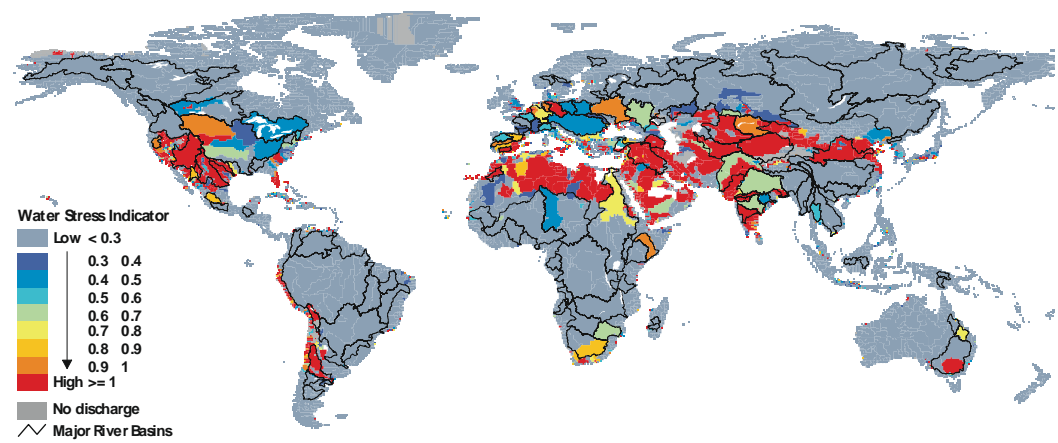 Water Stress Indicator
Low < 0.3
0.3 0.4
0.4 0.5
0.5 0.6
0.6 0.7
0.7 0.8
0.8 0.9
0.9 1
High >= 1
No discharge
Major River Basins